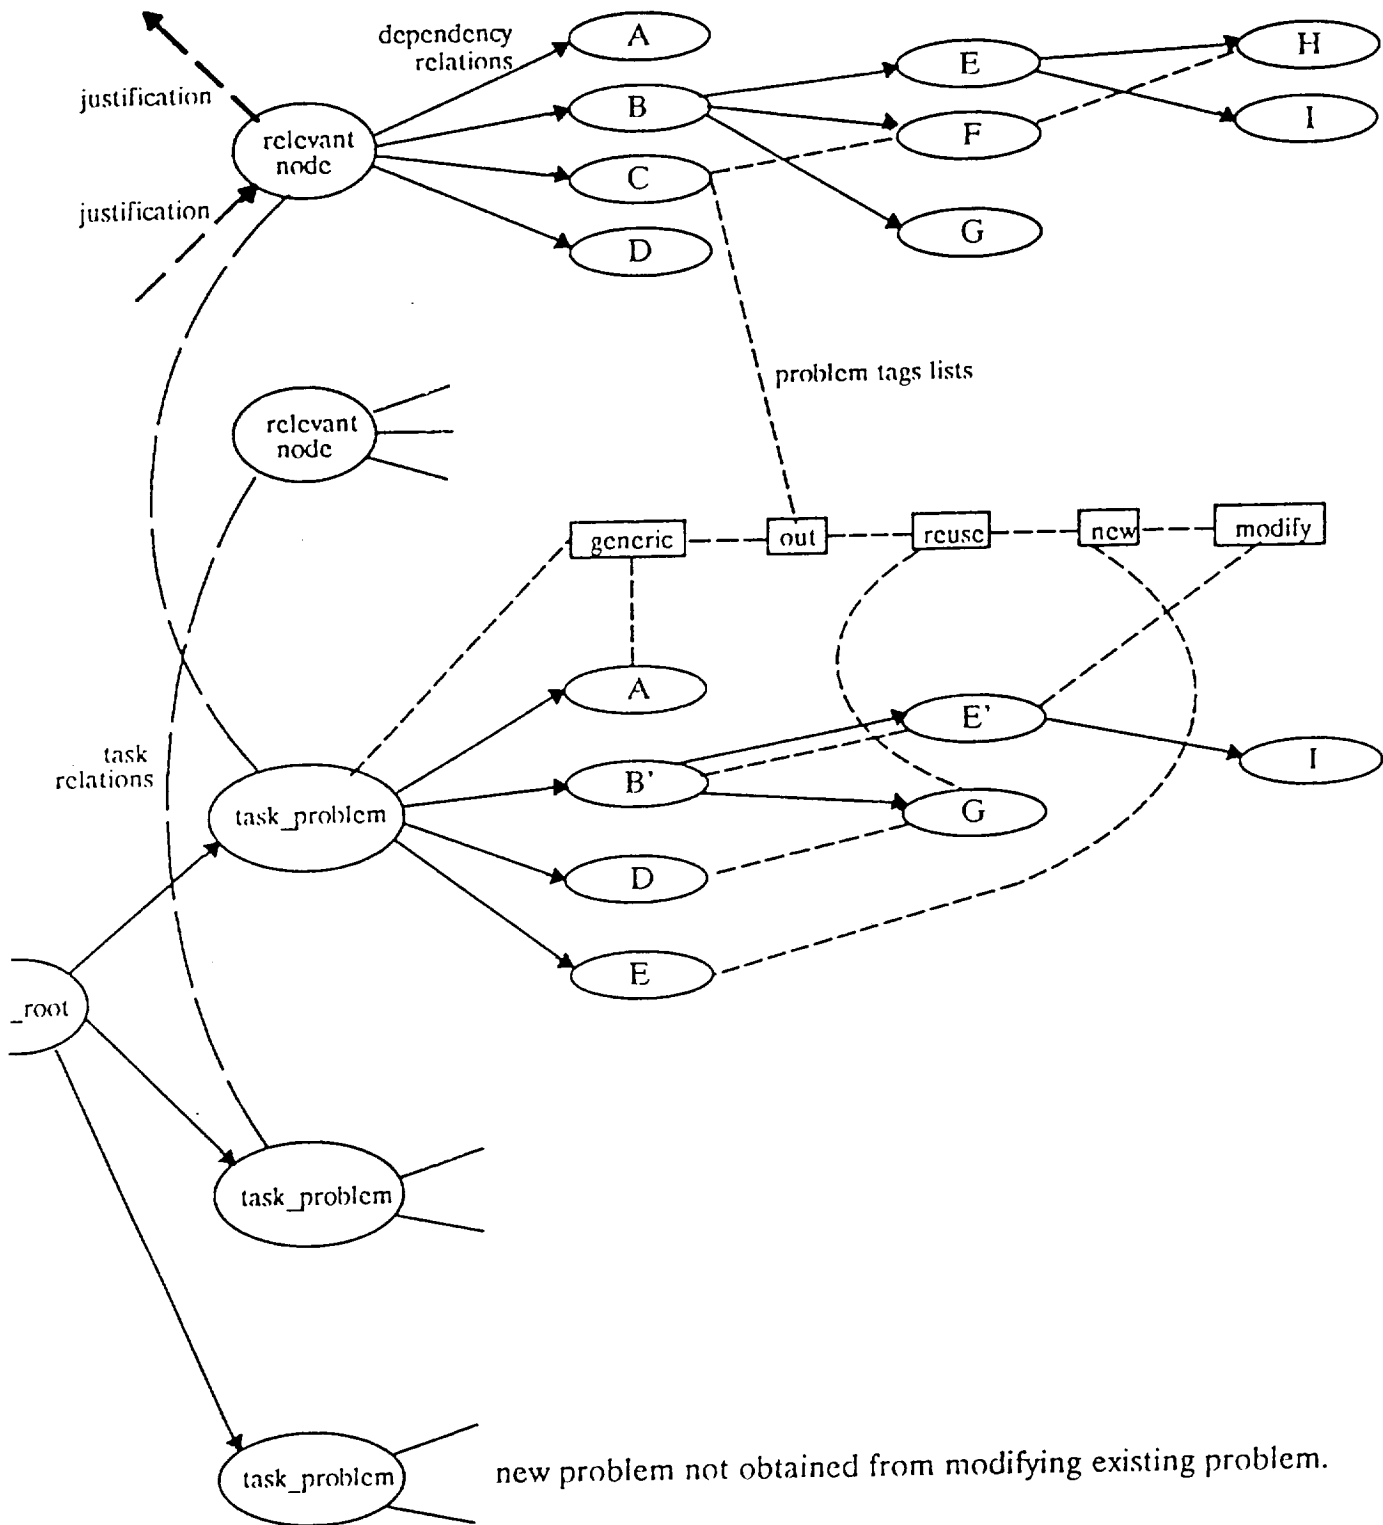 dependency
relations
A
E
H
justification
B
I
relevant
node
F
C
justification
G
D
problem tags lists
relevant
node
generic
out
reuse
new
modify
A
E'
task
relations
I
B'
task_problem
G
D
E
_root
task_problem
task_problem
new problem not obtained from modifying existing problem.